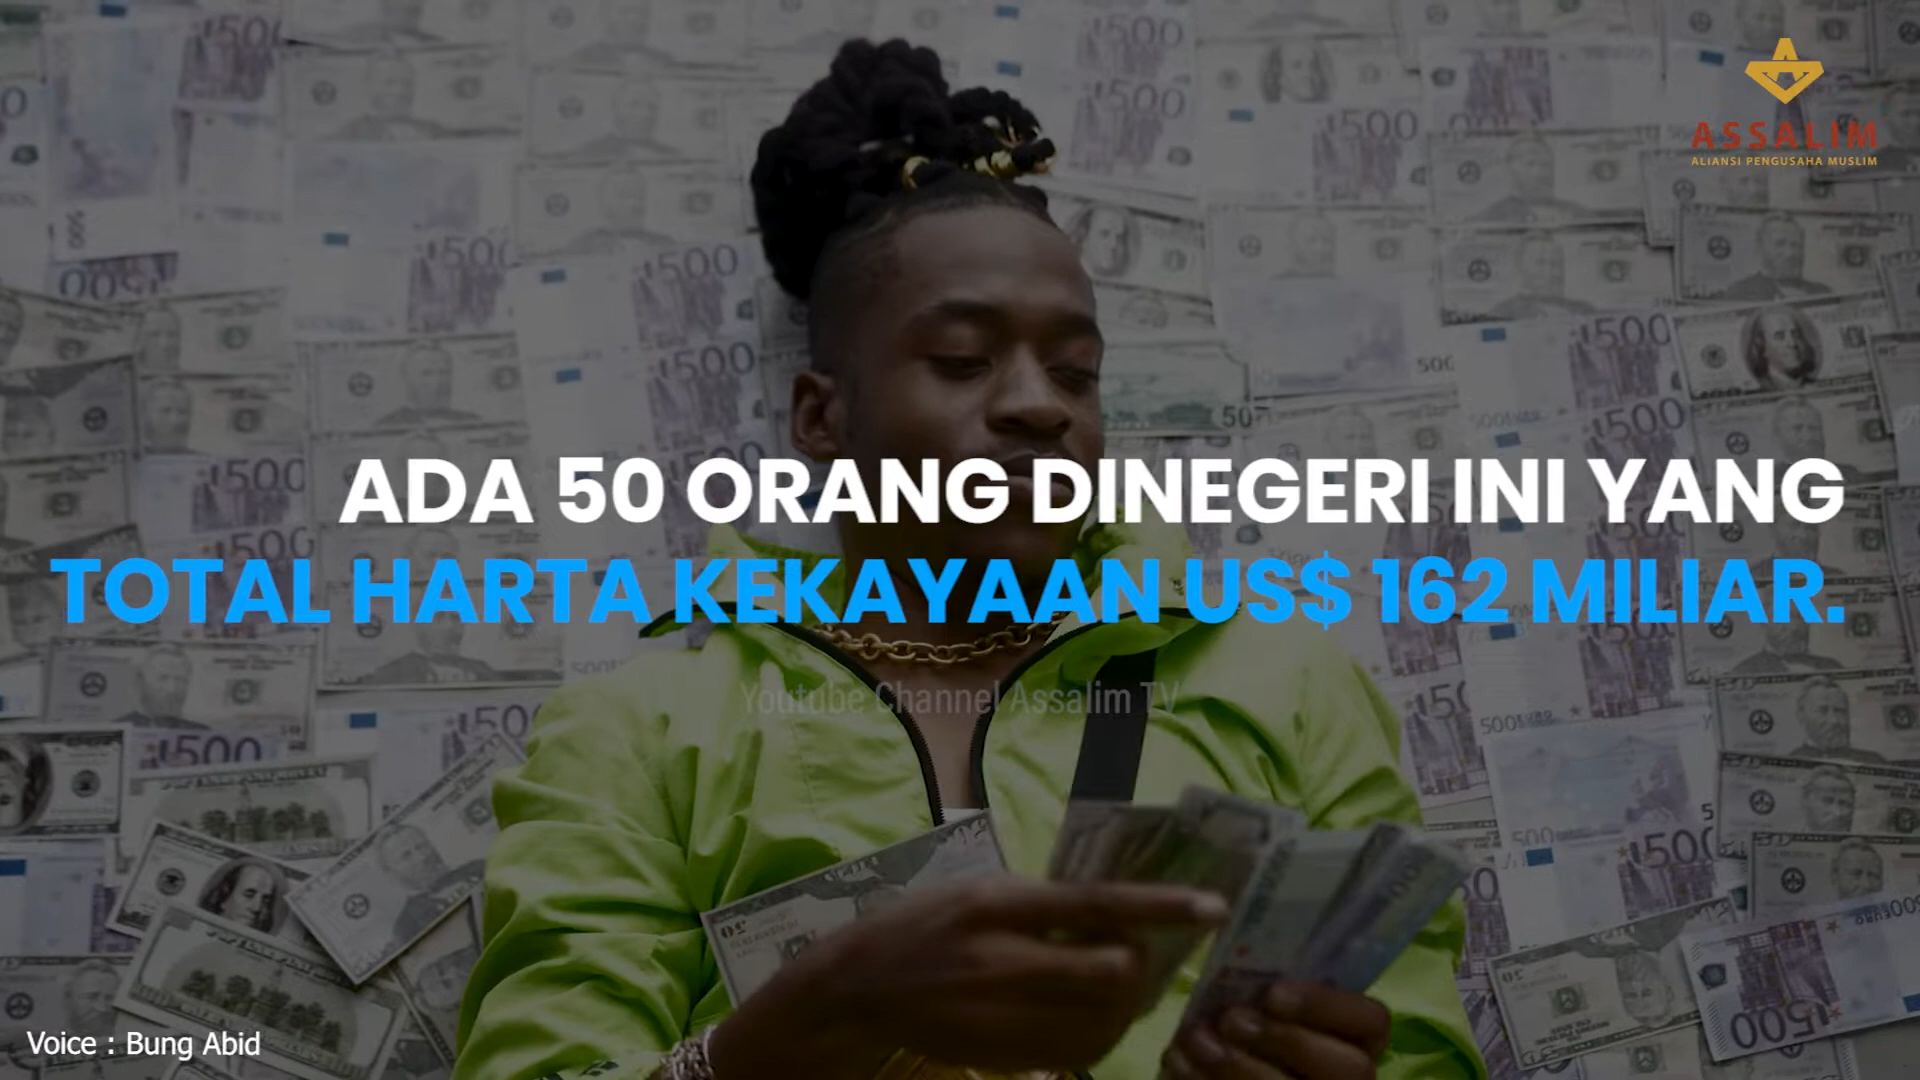 ASSALIM
ALIANSI PENGUSAHA MUSLIM
ADA 50 ORANG DINEGERI INI YANG
TOTAL HARTA KEKAYAAN US$ 162 MILIAR.
Youtube Channel Assalim TV
Voice : Bung Abid